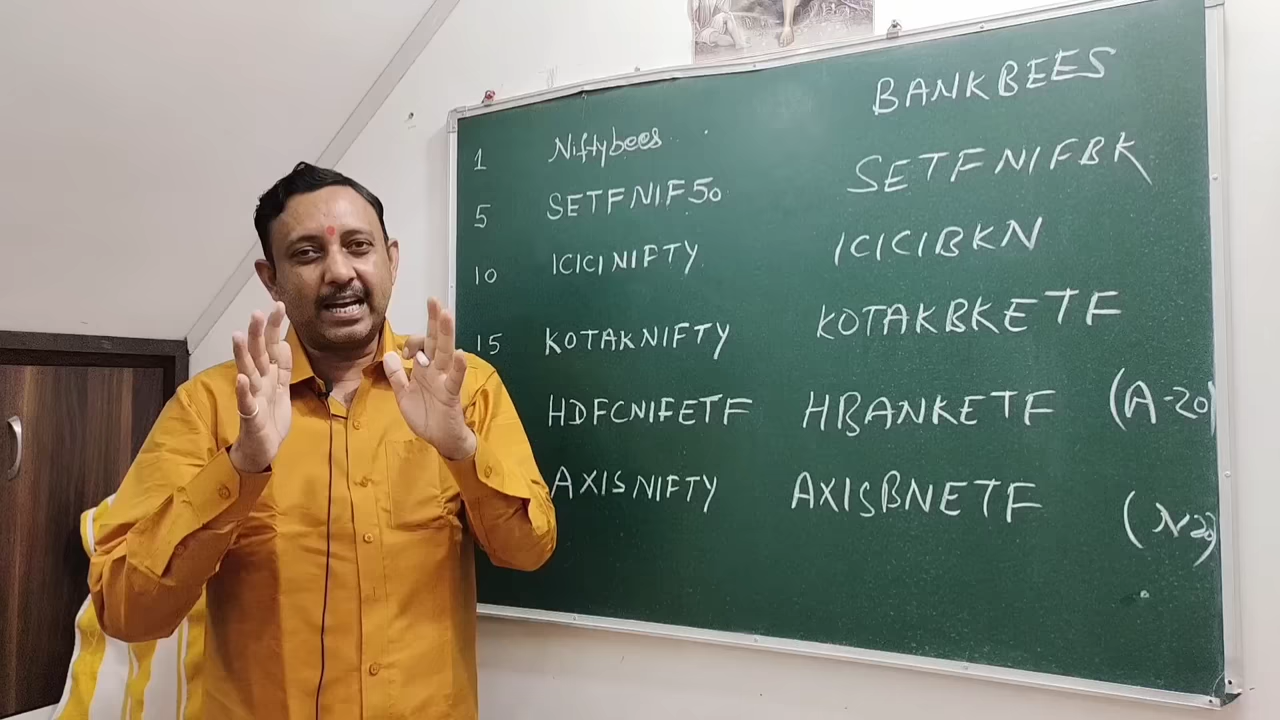 BANKBEES
1 Niftybees
SETFNIFBK
5 SETFNIF50
ICICIBKN
10 ICICINIFTY
KOTAKBKETF
15 KOTAKNIFTY
HDFCNIFETF HBANKETF (A-20)
AXISNIFTY AXISBNETF